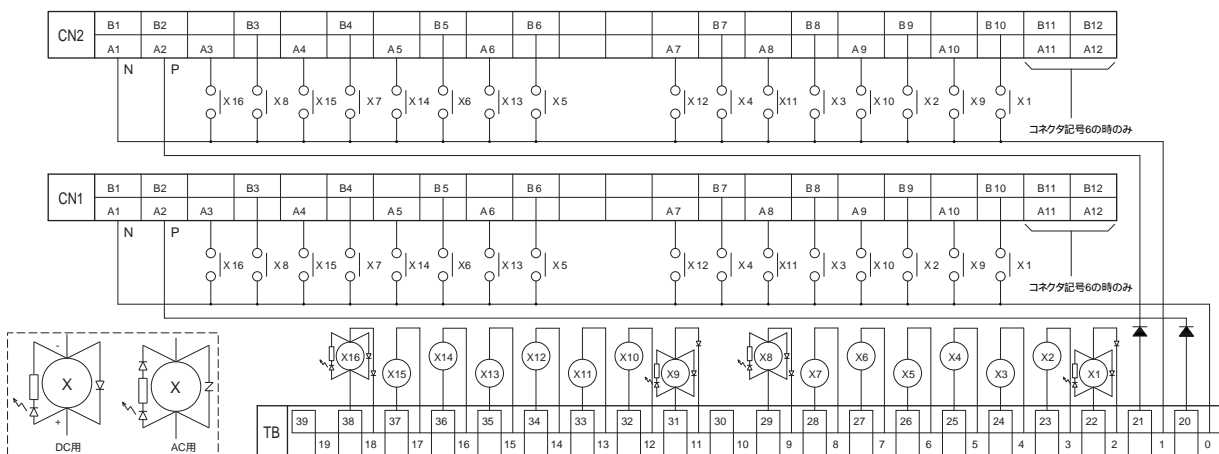 CN2 B1 B2 B3 B4 B5 B6 B7 B8 B9 B10 B11 B12
A1 A2 A3 A4 A5 A6 A7 A8 A9 A10 A11 A12
N P
X16 X8 X15 X7 X14 X6 X13 X5 X12 X4 X11 X3 X10 X2 X9 X1
コネクタ記号6の時のみ
CN1 B1 B2 B3 B4 B5 B6 B7 B8 B9 B10 B11 B12
A1 A2 A3 A4 A5 A6 A7 A8 A9 A10 A11 A12
N P
X16 X8 X15 X7 X14 X6 X13 X5 X12 X4 X11 X3 X10 X2 X9 X1
コネクタ記号6の時のみ
X16 X15 X14 X13 X12 X11 X10 X9 X8 X7 X6 X5 X4 X3 X2 X1
- X + DC用
X AC用
TB 39 38 37 36 35 34 33 32 31 30 29 28 27 26 25 24 23 22 21 20
19 18 17 16 15 14 13 12 11 10 9 8 7 6 5 4 3 2 1 0